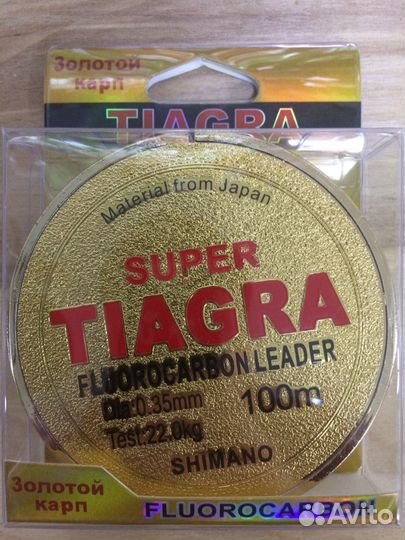 Золотой
карп
TIAGRA
Material from Japan
SUPER
TIAGRA
FLUOROCARBON LEADER
Dia:0.35mm
100m
Test:22.0kg
SHIMANO
Золотой
карп
FLUOROCARBON
Avito